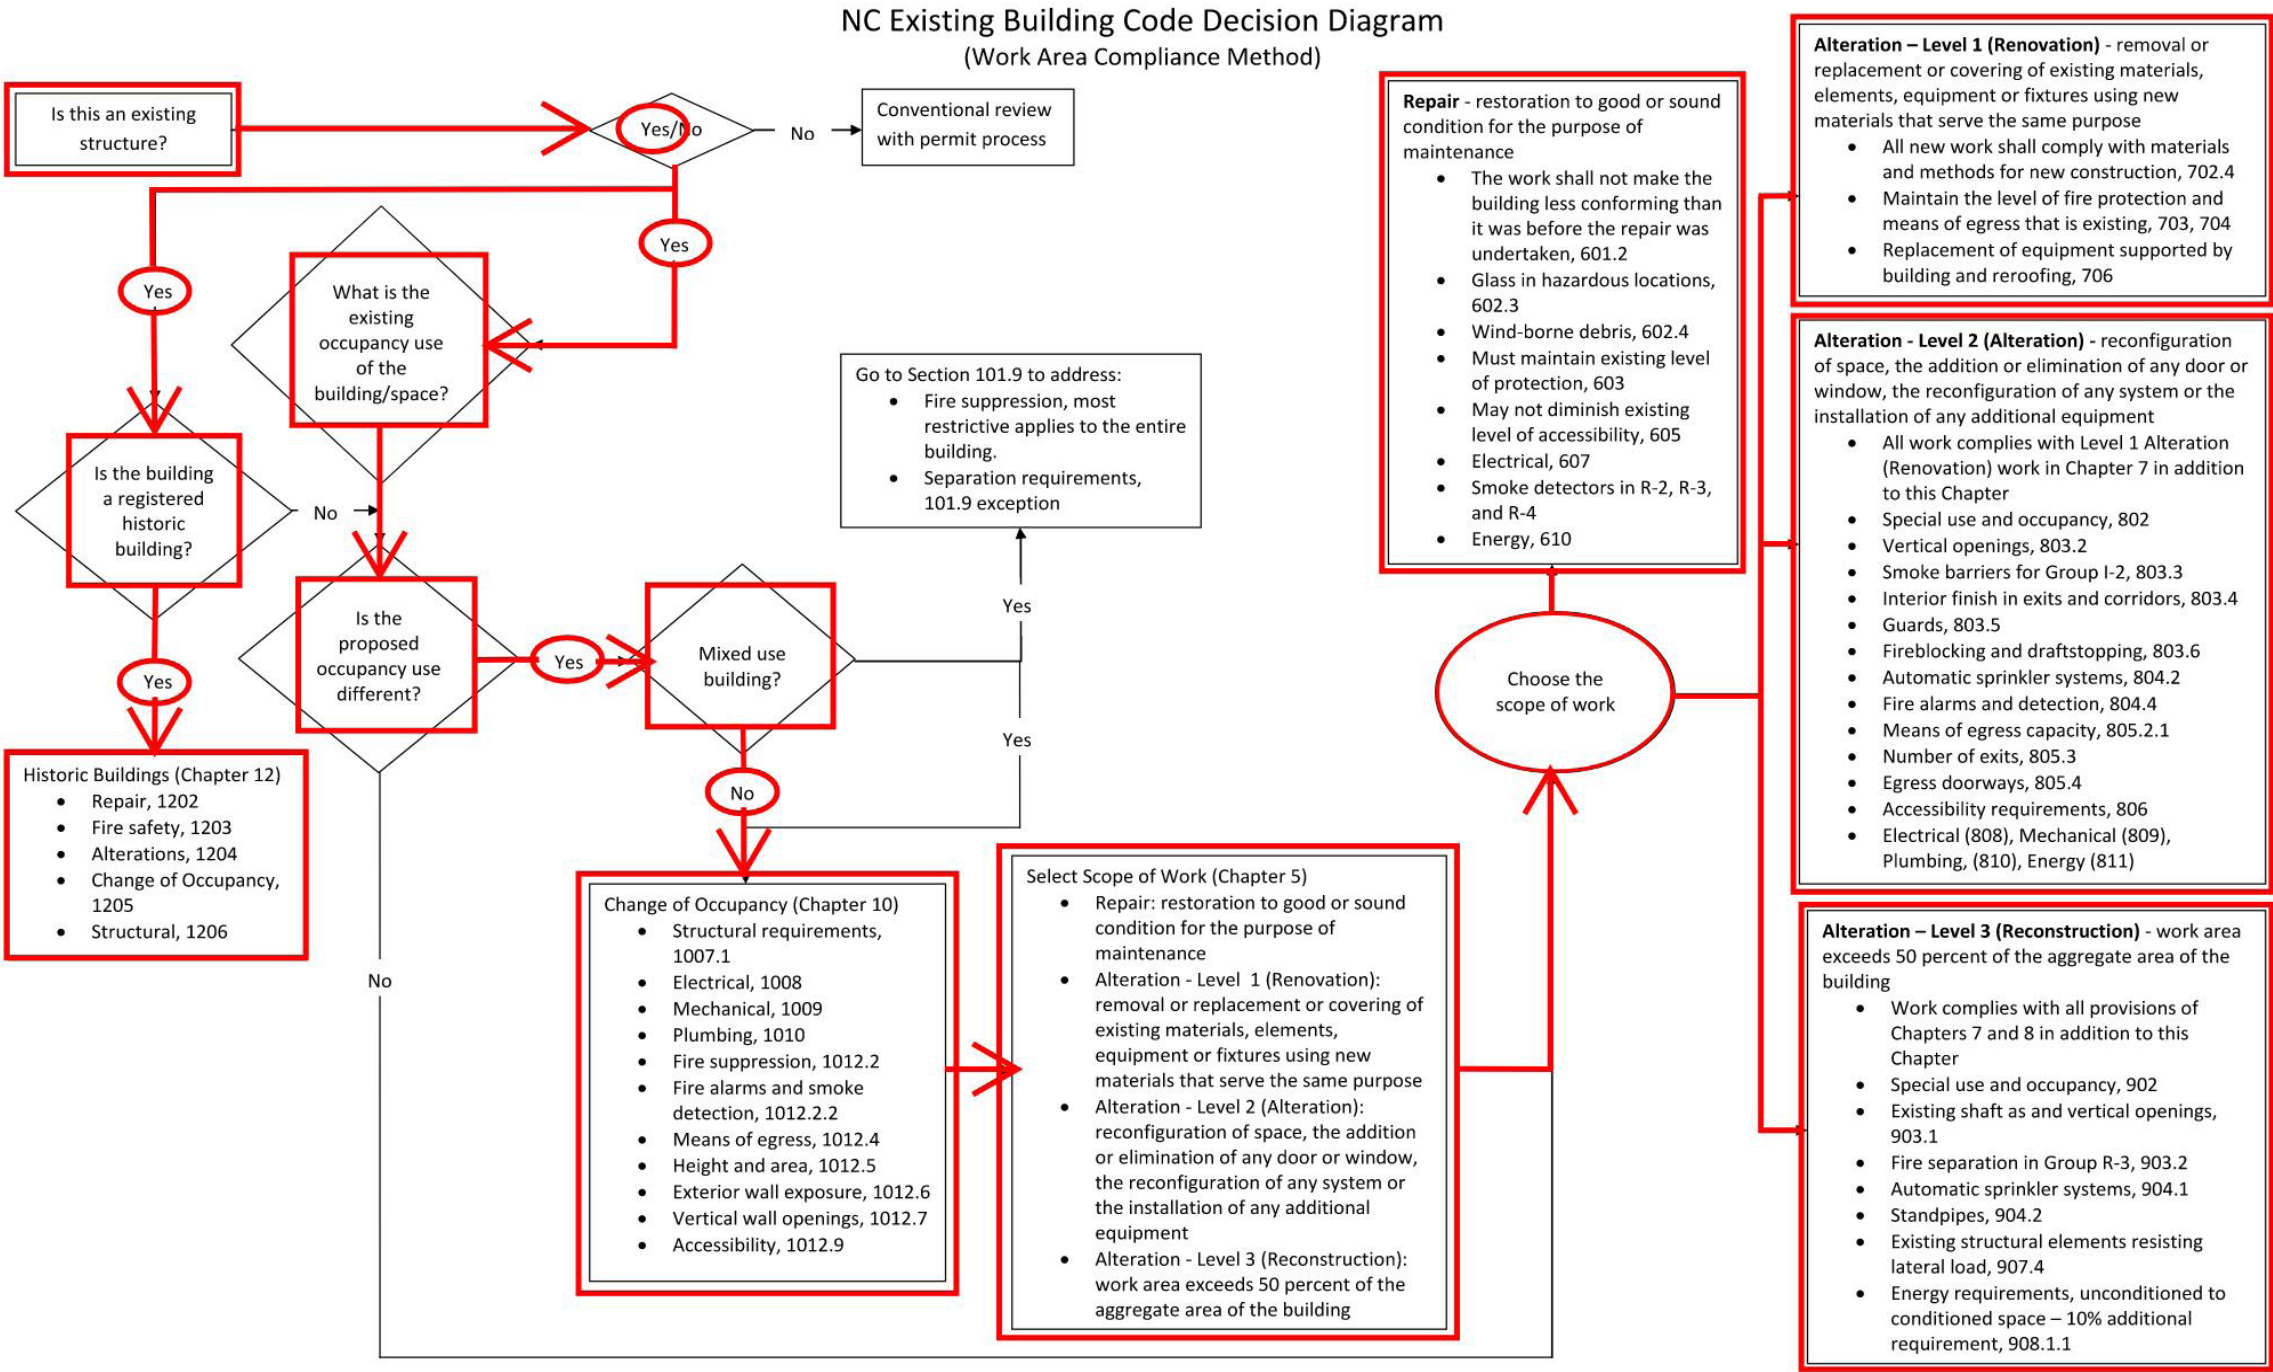 NC Existing Building Code Decision Diagram
(Work Area Compliance Method)
Is this an existing
structure?
Yes/No
No
Conventional review
with permit process
Yes
Yes
What is the
existing
occupancy use
of the
building/space?
Is the building
a registered
historic
building?
No
Yes
Historic Buildings (Chapter 12)
• Repair, 1202
• Fire safety, 1203
• Alterations, 1204
• Change of Occupancy,
1205
• Structural, 1206
Is the
proposed
occupancy use
different?
Yes
No
Mixed use
building?
Yes
Yes
No
Go to Section 101.9 to address:
• Fire suppression, most
restrictive applies to the entire
building.
• Separation requirements,
101.9 exception
Change of Occupancy (Chapter 10)
• Structural requirements,
1007.1
• Electrical, 1008
• Mechanical, 1009
• Plumbing, 1010
• Fire suppression, 1012.2
• Fire alarms and smoke
detection, 1012.2.2
• Means of egress, 1012.4
• Height and area, 1012.5
• Exterior wall exposure, 1012.6
• Vertical wall openings, 1012.7
• Accessibility, 1012.9
Select Scope of Work (Chapter 5)
• Repair: restoration to good or sound
condition for the purpose of
maintenance
• Alteration - Level 1 (Renovation):
removal or replacement or covering of
existing materials, elements,
equipment or fixtures using new
materials that serve the same purpose
• Alteration - Level 2 (Alteration):
reconfiguration of space, the addition
or elimination of any door or window,
the reconfiguration of any system or
the installation of any additional
equipment
• Alteration - Level 3 (Reconstruction):
work area exceeds 50 percent of the
aggregate area of the building
Choose the
scope of work
Repair - restoration to good or sound
condition for the purpose of
maintenance
• The work shall not make the
building less conforming than
it was before the repair was
undertaken, 601.2
• Glass in hazardous locations,
602.3
• Wind-borne debris, 602.4
• Must maintain existing level
of protection, 603
• May not diminish existing
level of accessibility, 605
• Electrical, 607
• Smoke detectors in R-2, R-3,
and R-4
• Energy, 610
Alteration – Level 1 (Renovation) - removal or
replacement or covering of existing materials,
elements, equipment or fixtures using new
materials that serve the same purpose
• All new work shall comply with materials
and methods for new construction, 702.4
• Maintain the level of fire protection and
means of egress that is existing, 703, 704
• Replacement of equipment supported by
building and reroofing, 706
Alteration - Level 2 (Alteration) - reconfiguration
of space, the addition or elimination of any door or
window, the reconfiguration of any system or the
installation of any additional equipment
• All work complies with Level 1 Alteration
(Renovation) work in Chapter 7 in addition
to this Chapter
• Special use and occupancy, 802
• Vertical openings, 803.2
• Smoke barriers for Group I-2, 803.3
• Interior finish in exits and corridors, 803.4
• Guards, 803.5
• Fireblocking and draftstopping, 803.6
• Automatic sprinkler systems, 804.2
• Fire alarms and detection, 804.4
• Means of egress capacity, 805.2.1
• Number of exits, 805.3
• Egress doorways, 805.4
• Accessibility requirements, 806
• Electrical (808), Mechanical (809),
Plumbing, (810), Energy (811)
Alteration – Level 3 (Reconstruction) - work area
exceeds 50 percent of the aggregate area of the
building
• Work complies with all provisions of
Chapters 7 and 8 in addition to this
Chapter
• Special use and occupancy, 902
• Existing shaft as and vertical openings,
903.1
• Fire separation in Group R-3, 903.2
• Automatic sprinkler systems, 904.1
• Standpipes, 904.2
• Existing structural elements resisting
lateral load, 907.4
• Energy requirements, unconditioned to
conditioned space – 10% additional
requirement, 908.1.1